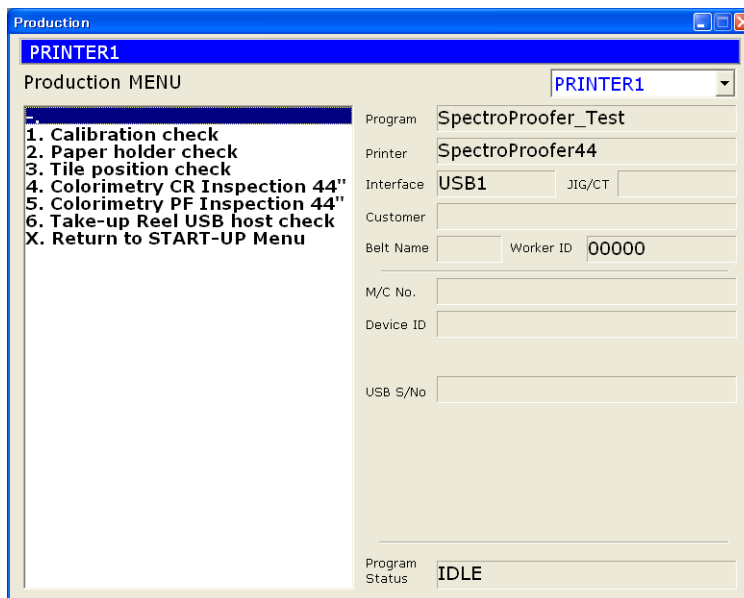 Production
PRINTER1
Production MENU
PRINTER1
-.
1. Calibration check
2. Paper holder check
3. Tile position check
4. Colorimetry CR Inspection 44"
5. Colorimetry PF Inspection 44"
6. Take-up Reel USB host check
X. Return to START-UP Menu
Program SpectroProofer_Test
Printer SpectroProofer44
Interface USB1 JIG/CT
Customer
Belt Name Worker ID 00000
M/C No.
Device ID
USB S/No
Program
Status IDLE